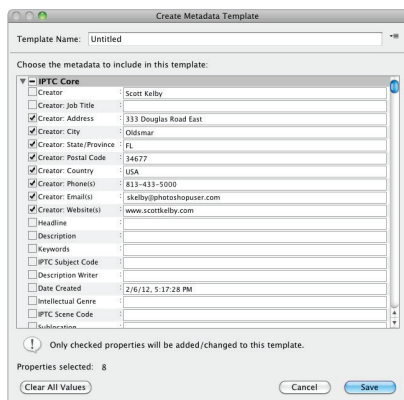 Create Metadata Template
Template Name: Untitled
Choose the metadata to include in this template:
IPTC Core
Creator : Scott Kelby
Creator: Job Title :
Creator: Address : 333 Douglas Road East
Creator: City : Oldsmar
Creator: State/Province : FL
Creator: Postal Code : 34677
Creator: Country : USA
Creator: Phone(s) : 813-433-5000
Creator: Email(s) : skelby@photoshopuser.com
Creator: Website(s) : www.scottkelby.com
Headline :
Description :
Keywords :
IPTC Subject Code :
Description Writer :
Date Created : 2/6/12, 5:17:28 PM
Intellectual Genre :
IPTC Scene Code :
Sublocation
Only checked properties will be added/changed to this template.
Properties selected: 8
Clear All Values Cancel Save